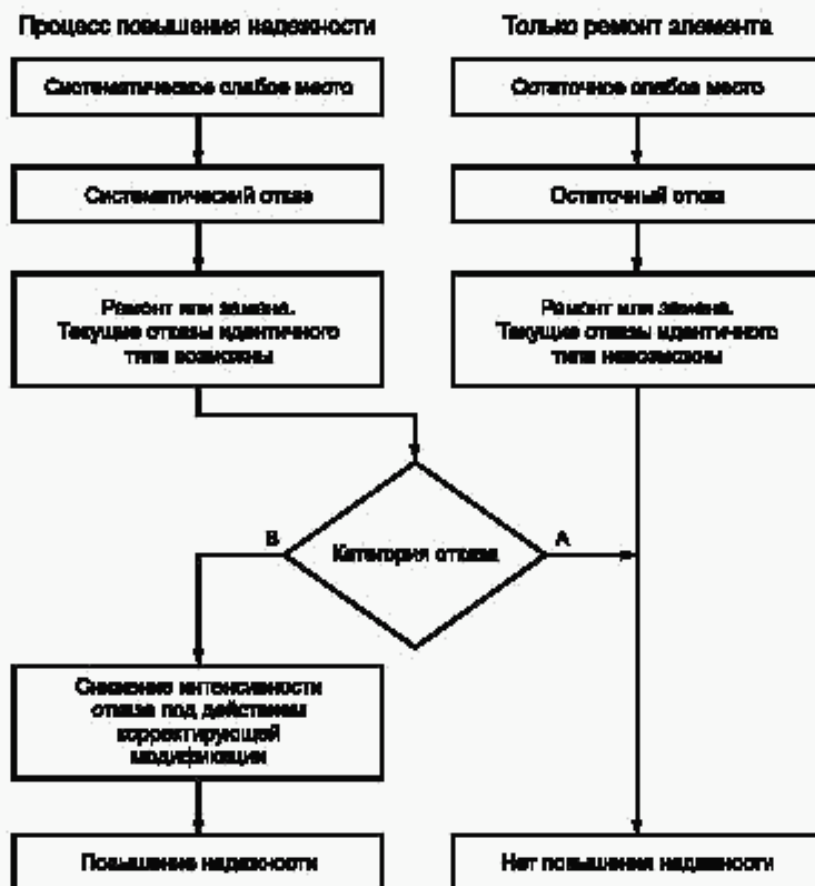 Процесс повышения надежности
Только ремонт элемента
Систематическое слабое место
Остаточное слабое место
Систематический отказ
Остаточный отказ
Ремонт или замена.
Текущие отказы идентичного
типа возможны
Ремонт или замена.
Текущие отказы идентичного
типа невозможны
В
Категория отказа
А
Снижение интенсивности
отказа под действием
корректирующей
модификации
Повышение надежности
Нет повышения надежности